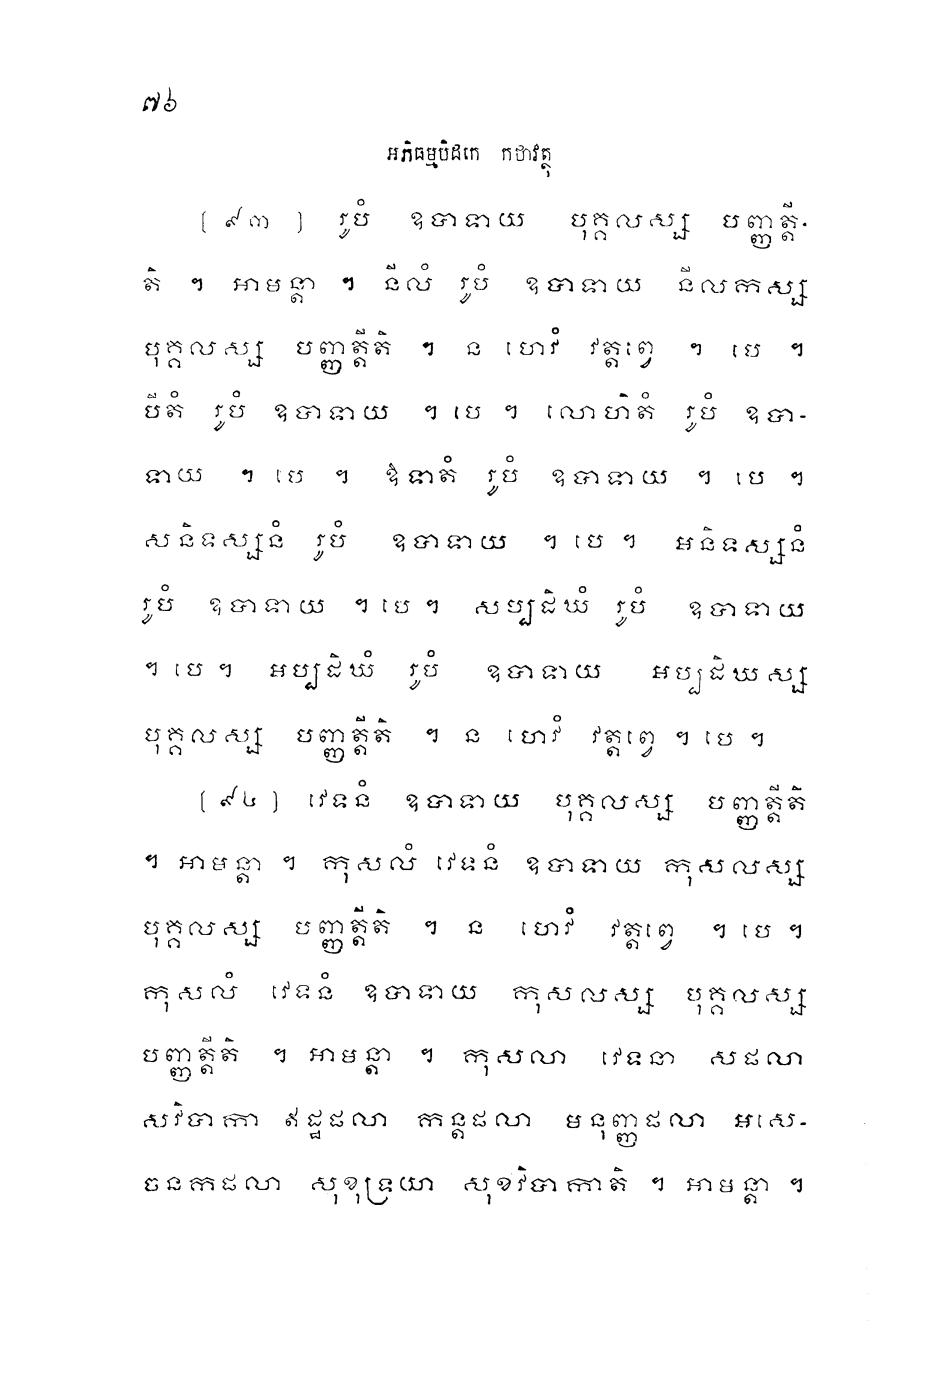 ៧៦
អភិធម្មបិដកេ កថាវត្ថុ
[៩៣] រូបំ ឧបាទាយ បុគ្គលស្ស បញ្ញត្តី-
តិ ។ អាមន្តា ។ នីលំ រូបំ ឧបាទាយ នីលកស្ស
បុគ្គលស្ស បញ្ញត្តីតិ ។ ន ហេវំ វត្តព្វេ ។ បេ ។
បីតំ រូបំ ឧបាទាយ ។ បេ ។ លោហិតំ រូបំ ឧបា-
ទាយ ។ បេ ។ ឱទាតំ រូបំ ឧបាទាយ ។ បេ ។
សនិទស្សនំ រូបំ ឧបាទាយ ។ បេ ។ អនិទស្សនំ
រូបំ ឧបាទាយ ។ បេ ។ សប្បដិឃំ រូបំ ឧបាទាយ
។ បេ ។ អប្បដិឃំ រូបំ ឧបាទាយ អប្បដិឃស្ស
បុគ្គលស្ស បញ្ញត្តីតិ ។ ន ហេវំ វត្តព្វេ ។ បេ ។
[៩៤] វេទនំ ឧបាទាយ បុគ្គលស្ស បញ្ញត្តីតិ
។ អាមន្តា ។ កុសលំ វេទនំ ឧបាទាយ កុសលស្ស
បុគ្គលស្ស បញ្ញត្តីតិ ។ ន ហេវំ វត្តព្វេ ។ បេ ។
កុសលំ វេទនំ ឧបាទាយ កុសលស្ស បុគ្គលស្ស
បញ្ញត្តីតិ ។ អាមន្តា ។ កុសលា វេទនា សផលា
សវិបាកា ឥដ្ឋផលា កន្តផលា មនុញ្ញផលា អសេ-
ចនកផលា សុខុទ្រយា សុខវិបាកាតិ ។ អាមន្តា ។